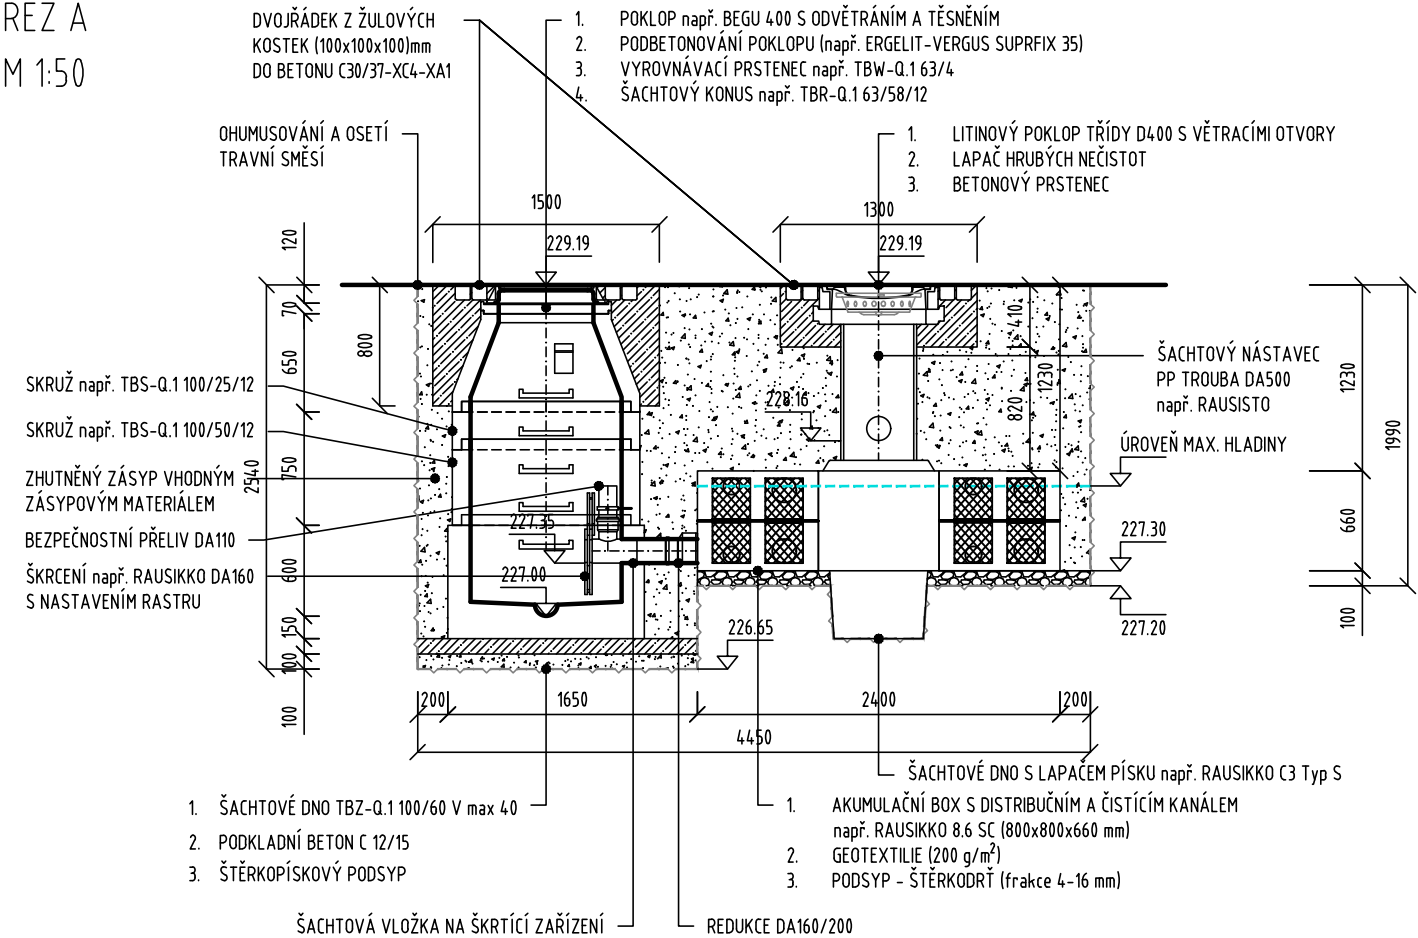 REZ A
M 1:50
DVOJŘÁDEK Z ŽULOVÝCH
KOSTEK (100x100x100)mm
DO BETONU C30/37-XC4-XA1
1. POKLOP např. BEGU 400 S ODVĚTRÁNÍM A TĚSNĚNÍM
2. PODBETONOVÁNÍ POKLOPU (např. ERGELIT-VERGUS SUPRFIX 35)
3. VYROVNÁVACÍ PRSTENEC např. TBW-Q.1 63/4
4. ŠACHTOVÝ KONUS např. TBR-Q.1 63/58/12
OHUMUSOVÁNÍ A OSETÍ
TRAVNÍ SMĚSÍ
1. LITINOVÝ POKLOP TŘÍDY D400 S VĚTRACÍMI OTVORY
2. LAPAČ HRUBÝCH NEČISTOT
3. BETONOVÝ PRSTENEC
1500
1300
229.19
229.19
120
70
650
750
600
150
100
100
2540
800
410
820
1230
1230
660
100
1990
SKRUŽ např. TBS-Q.1 100/25/12
SKRUŽ např. TBS-Q.1 100/50/12
ZHUTNĚNÝ ZÁSYP VHODNÝM
ZÁSYPOVÝM MATERIÁLEM
BEZPEČNOSTNÍ PŘELIV DA110
ŠKRCENÍ např. RAUSIKKO DA160
S NASTAVENÍM RASTRU
ŠACHTOVÝ NÁSTAVEC
PP TROUBA DA500
např. RAUSISTO
228.16
ÚROVEŇ MAX. HLADINY
227.35
227.00
227.30
227.20
226.65
200
1650
2400
200
4450
ŠACHTOVÉ DNO S LAPAČEM PÍSKU např. RAUSIKKO C3 Typ S
1. ŠACHTOVÉ DNO TBZ-Q.1 100/60 V max 40
2. PODKLADNÍ BETON C 12/15
3. ŠTĚRKOPÍSKOVÝ PODSYP
1. AKUMULAČNÍ BOX S DISTRIBUČNÍM A ČISTÍCÍM KANÁLEM
např. RAUSIKKO 8.6 SC (800x800x660 mm)
2. GEOTEXTILIE (200 g/m²)
3. PODSYP - ŠTĚRKODRŤ (frakce 4-16 mm)
ŠACHTOVÁ VLOŽKA NA ŠKRTÍCÍ ZAŘÍZENÍ
REDUKCE DA160/200